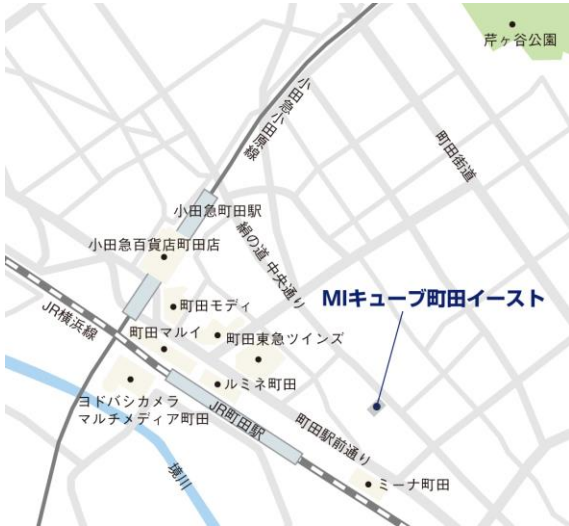 芹ヶ谷公園
小田急小田原線
町田街道
小田急町田駅
絹の道 中央通り
小田急百貨店町田店
MIキューブ町田イースト
町田モディ
JR横浜線
町田マルイ
町田東急ツインズ
ルミネ町田
ヨドバシカメラ
マルチメディア町田
JR町田駅
町田駅前通り
境川
ミーナ町田